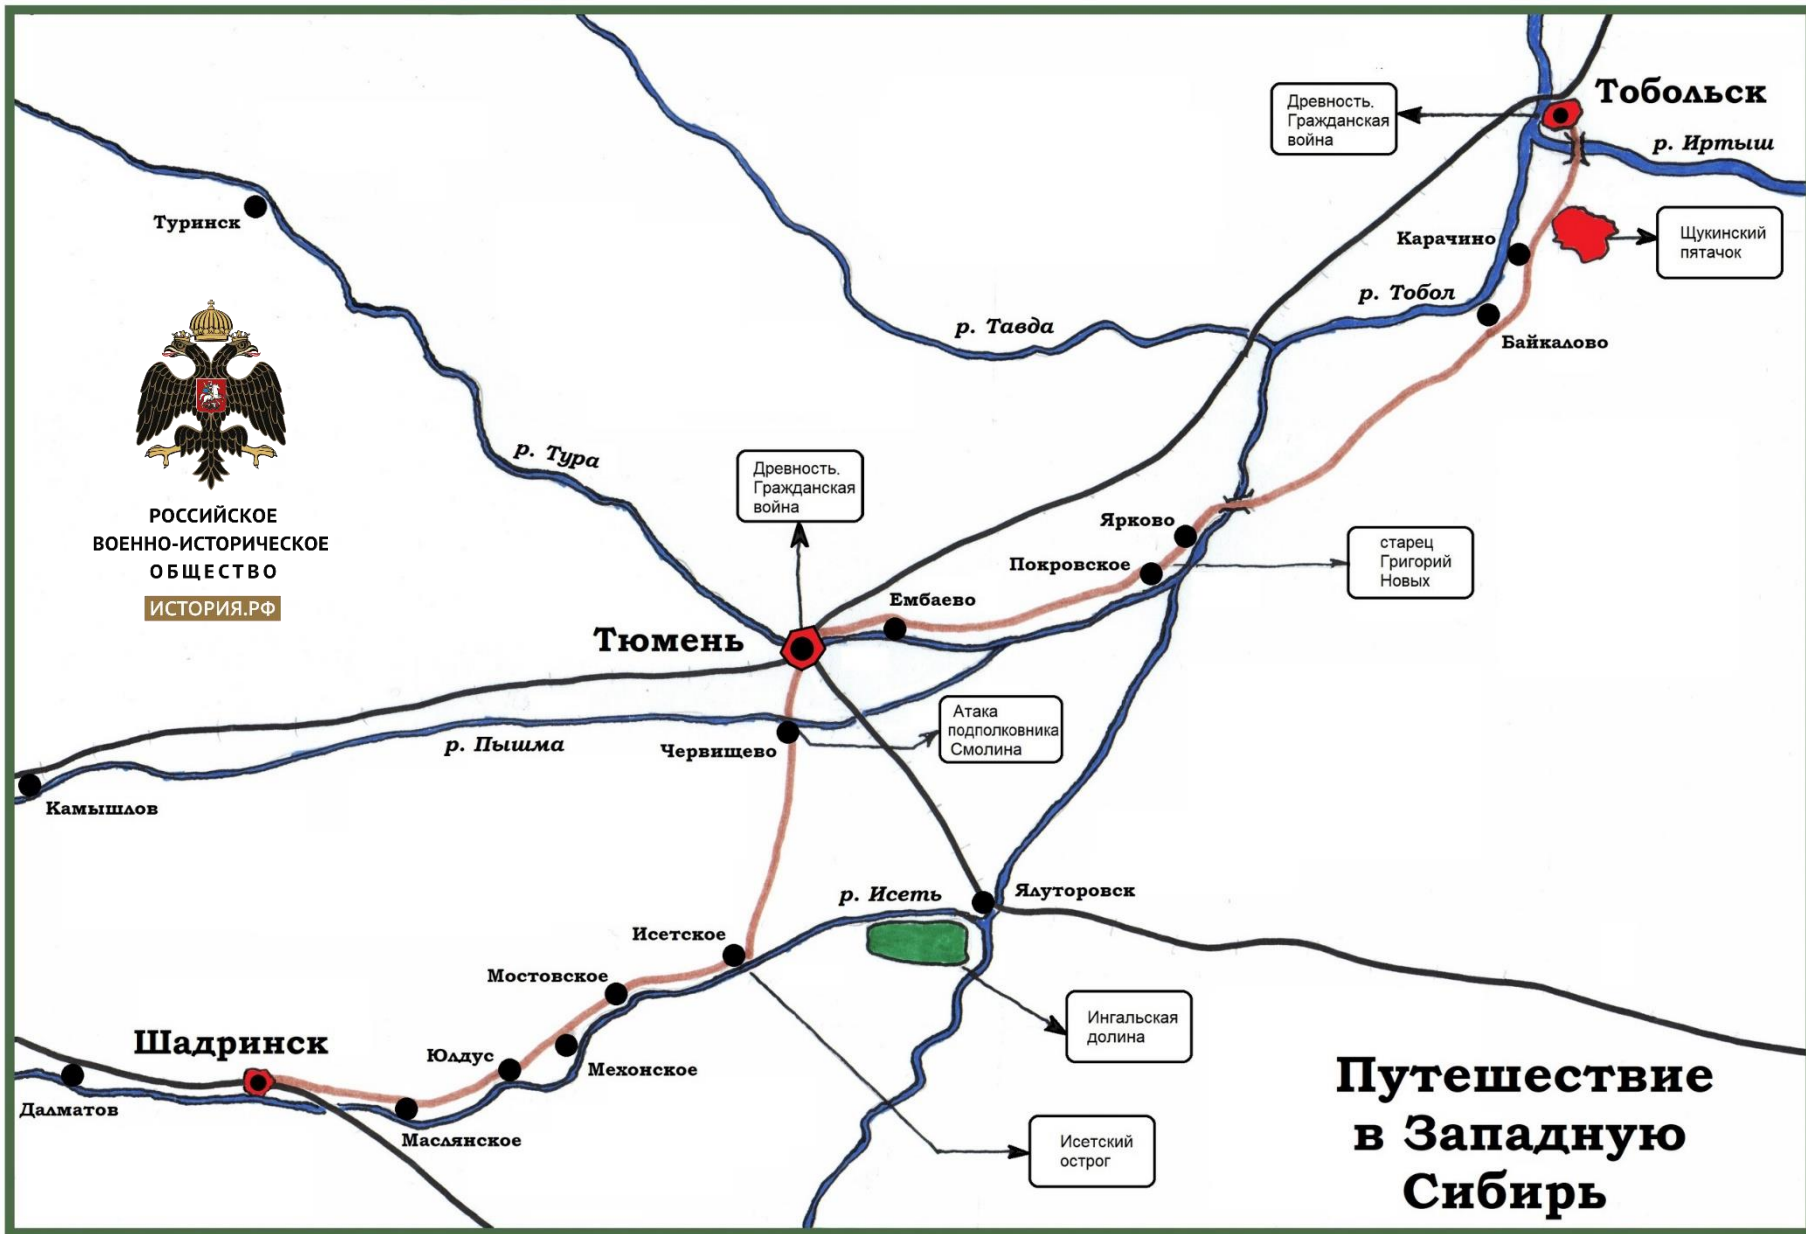 Тобольск
Древность.
Гражданская
война
р. Иртыш
Туринск
Карачино
Щукинский
пятачок
р. Тобол
р. Тавда
Байкалово
р. Тура
Древность.
Гражданская
война
РОССИЙСКОЕ
ВОЕННО-ИСТОРИЧЕСКОЕ
ОБЩЕСТВО
ИСТОРИЯ.РФ
Ярково
Покровское
старец
Григорий
Новых
Ембаево
Тюмень
Атака
подполковника
Смолина
р. Пышма
Червищево
Камышлов
р. Исеть
Ялуторовск
Исетское
Мостовское
Ингальская
долина
Шадринск
Юлдус
Мехонское
Далматов
Маслянское
Исетский
острог
Путешествие
в Западную
Сибирь